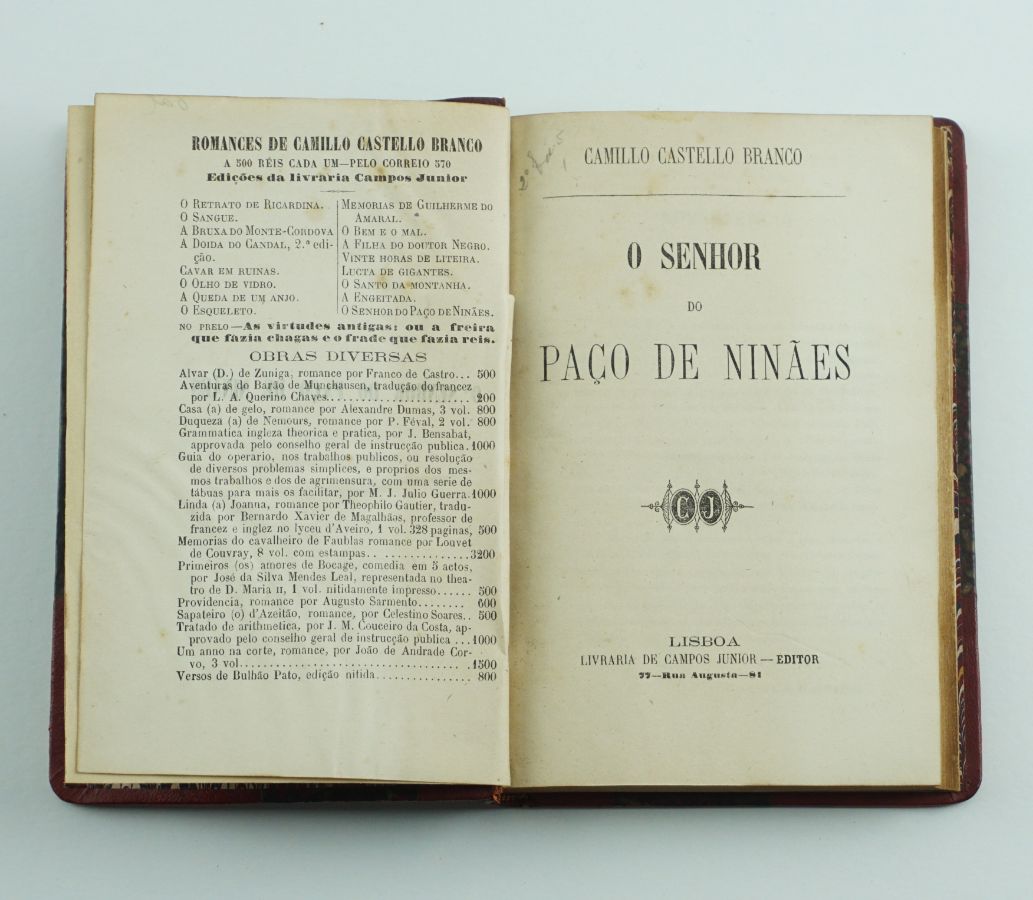 ROMANCES DE CAMILLO CASTELLO BRANCO
A 500 RÉIS CADA UM—PELO CORREIO 570
Edições da livraria Campos Junior
O RETRATO DE RICARDINA.
O SANGUE.
A BRUXA DO MONTE-CORDOVA
A DOIDA DO CANDAL, 2.ª edi-
ção.
CAVAR EM RUINAS.
O OLHO DE VIDRO.
A QUEDA DE UM ANJO.
O ESQUELETO.
MEMORIAS DE GUILHERME DO
AMARAL.
O BEM E O MAL.
A FILHA DO DOUTOR NEGRO.
VINTE HORAS DE LITEIRA.
LUCTA DE GIGANTES.
O SANTO DA MONTANHA.
A ENGEITADA.
O SENHOR DO PAÇO DE NINÃES.
NO PRELO—As virtudes antigas: ou a freira
que fazia chagas e o frade que fazia reis.
OBRAS DIVERSAS
Alvar (D.) de Zuniga, romance por Franco de Castro... 500
Aventuras do Barão de Munchausen, tradução do francez
por L. A. Querino Chaves........................ 200
Casa (a) de gelo, romance por Alexandre Dumas, 3 vol. 800
Duqueza (a) de Nemours, romance por P. Féval, 2 vol. 800
Grammatica ingleza theorica e pratica, por J. Bensabat,
approvada pelo conselho geral de instrucção publica.1000
Guia do operario, nos trabalhos publicos, ou resolução
de diversos problemas simplices, e proprios dos mes-
mos trabalhos e dos de agrimensura, com uma serie de
tábuas para mais os facilitar, por M. J. Julio Guerra.1000
Linda (a) Joanna, romance por Theophilo Gautier, tradu-
zida por Bernardo Xavier de Magalhãos, professor de
francez e inglez no lyceu d'Aveiro, 1 vol. 328 paginas, 500
Memorias do cavalheiro de Faublas romance por Louvet
de Couvray, 8 vol. com estampas.. ..............3200
Primeiros (os) amores de Bocage, comedia em 5 actos,
por José da Silva Mendes Leal, representada no thea-
tro de D. Maria II, 1 vol. nitidamente impresso...... 500
Providencia, romance por Augusto Sarmento........ 600
Sapateiro (o) d'Azeitão, romance, por Celestino Soares.. 500
Tratado de arithmetica, por J. M. Couceiro da Costa, ap-
provado pelo conselho geral de instrucção publica ...1000
Um anno na corte, romance, por João de Andrade Cor-
vo, 3 vol.................................... .1500
Versos de Bulhão Pato, edição nitida................ 800
CAMILLO CASTELLO BRANCO
O SENHOR
DO
PAÇO DE NINÃES
CJ
LISBOA
LIVRARIA DE CAMPOS JUNIOR — EDITOR
77—Rua Augusta—81